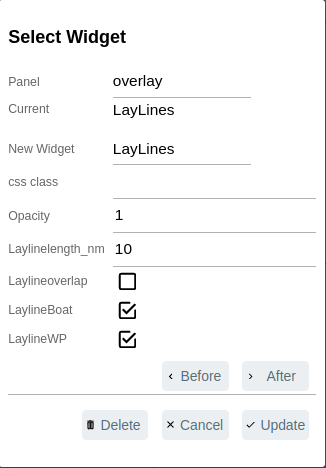 Select Widget
Panel overlay
Current LayLines
New Widget LayLines
css class
Opacity 1
Laylinelength_nm 10
Laylineoverlap
LaylineBoat
LaylineWP
Before After
Delete Cancel Update